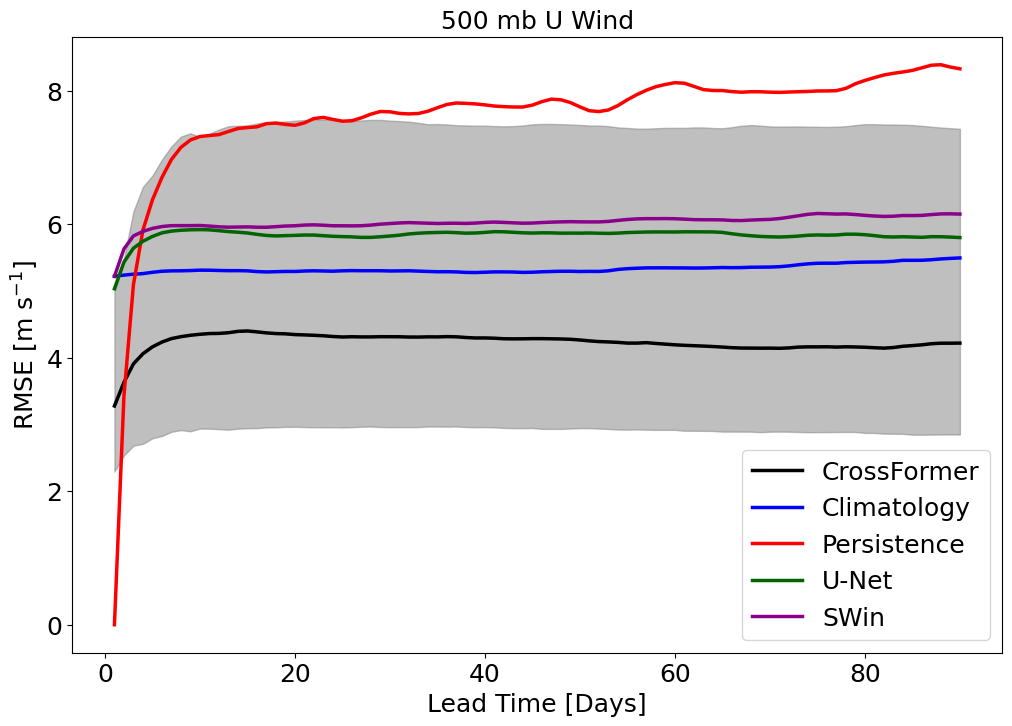 500 mb U Wind
RMSE [m s⁻¹]
8
6
4
2
0
0 20 40 60 80
Lead Time [Days]
CrossFormer
Climatology
Persistence
U-Net
SWin